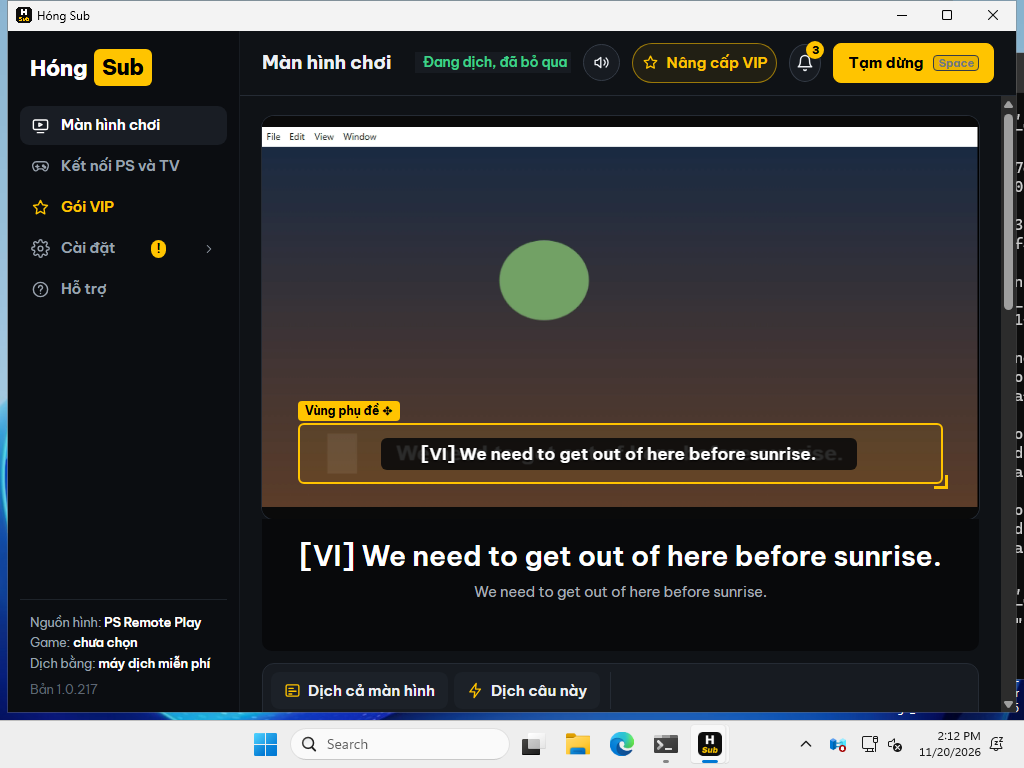 Hóng Sub
Hóng Sub
Màn hình chơi
Kết nối PS và TV
Gói VIP
Cài đặt
!
Hỗ trợ
Nguồn hình: PS Remote Play
Game: chưa chọn
Dịch bằng: máy dịch miễn phí
Bản 1.0.217
Màn hình chơi
Đang dịch, đã bỏ qua
Nâng cấp VIP
3
Tạm dừng Space
File Edit View Window
Vùng phụ đề
[VI] We need to get out of here before sunrise.
[VI] We need to get out of here before sunrise.
We need to get out of here before sunrise.
Dịch cả màn hình
Dịch câu này
Search
2:12 PM
11/20/2026